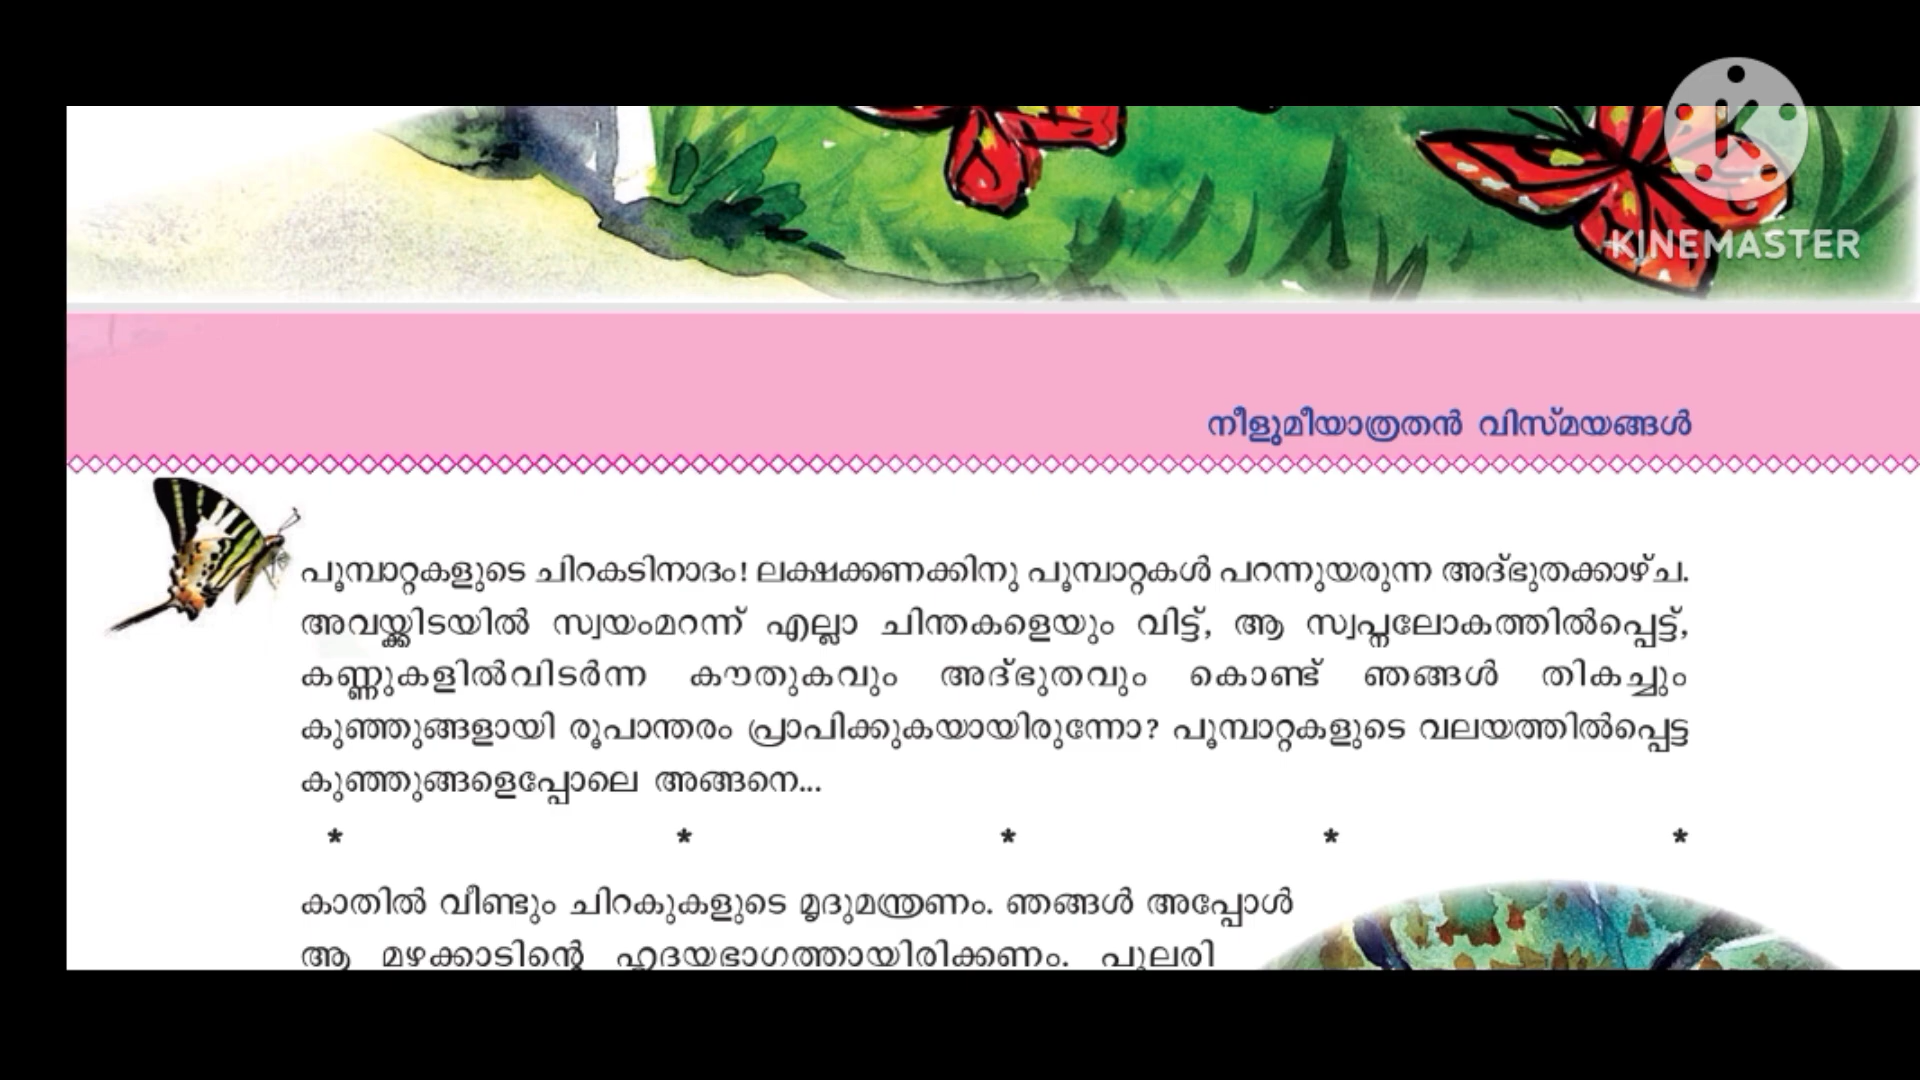 KINEMASTER
നീളുമീയാത്രതൻ വിസ്മയങ്ങൾ
പൂമ്പാറ്റകളുടെ ചിറകടിനാദം! ലക്ഷക്കണക്കിനു പൂമ്പാറ്റകൾ പറന്നുയരുന്ന അദ്ഭുതക്കാഴ്ച.
അവയ്ക്കിടയിൽ സ്വയംമറന്ന് എല്ലാ ചിന്തകളെയും വിട്ട്, ആ സ്വപ്നലോകത്തിൽപ്പെട്ട്,
കണ്ണുകളിൽവിടർന്ന കൗതുകവും അദ്ഭുതവും കൊണ്ട് ഞങ്ങൾ തികച്ചും
കുഞ്ഞുങ്ങളായി രൂപാന്തരം പ്രാപിക്കുകയായിരുന്നോ? പൂമ്പാറ്റകളുടെ വലയത്തിൽപ്പെട്ട
കുഞ്ഞുങ്ങളെപ്പോലെ അങ്ങനെ...
* * * * *
കാതിൽ വീണ്ടും ചിറകുകളുടെ മൃദുമന്ത്രണം. ഞങ്ങൾ അപ്പോൾ
ആ മഴക്കാടിന്റെ ഹൃദയഭാഗത്തായിരിക്കണം. പുലരി